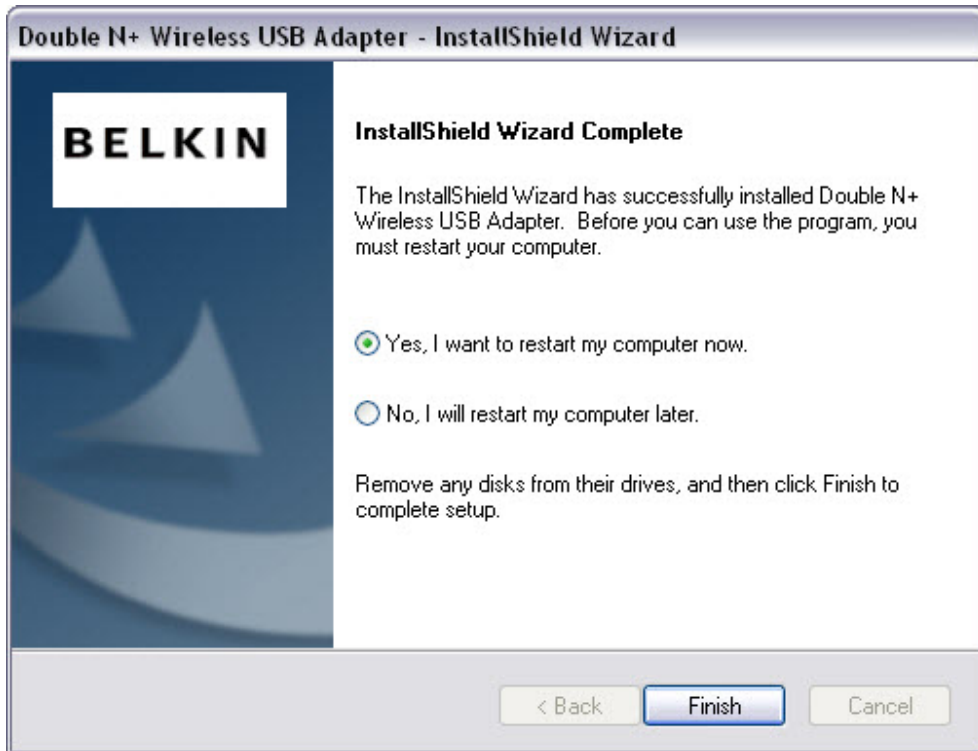 Double N+ Wireless USB Adapter - InstallShield Wizard
BELKIN
InstallShield Wizard Complete
The InstallShield Wizard has successfully installed Double N+
Wireless USB Adapter.  Before you can use the program, you
must restart your computer.
Yes, I want to restart my computer now.
No, I will restart my computer later.
Remove any disks from their drives, and then click Finish to
complete setup.
< Back
Finish
Cancel